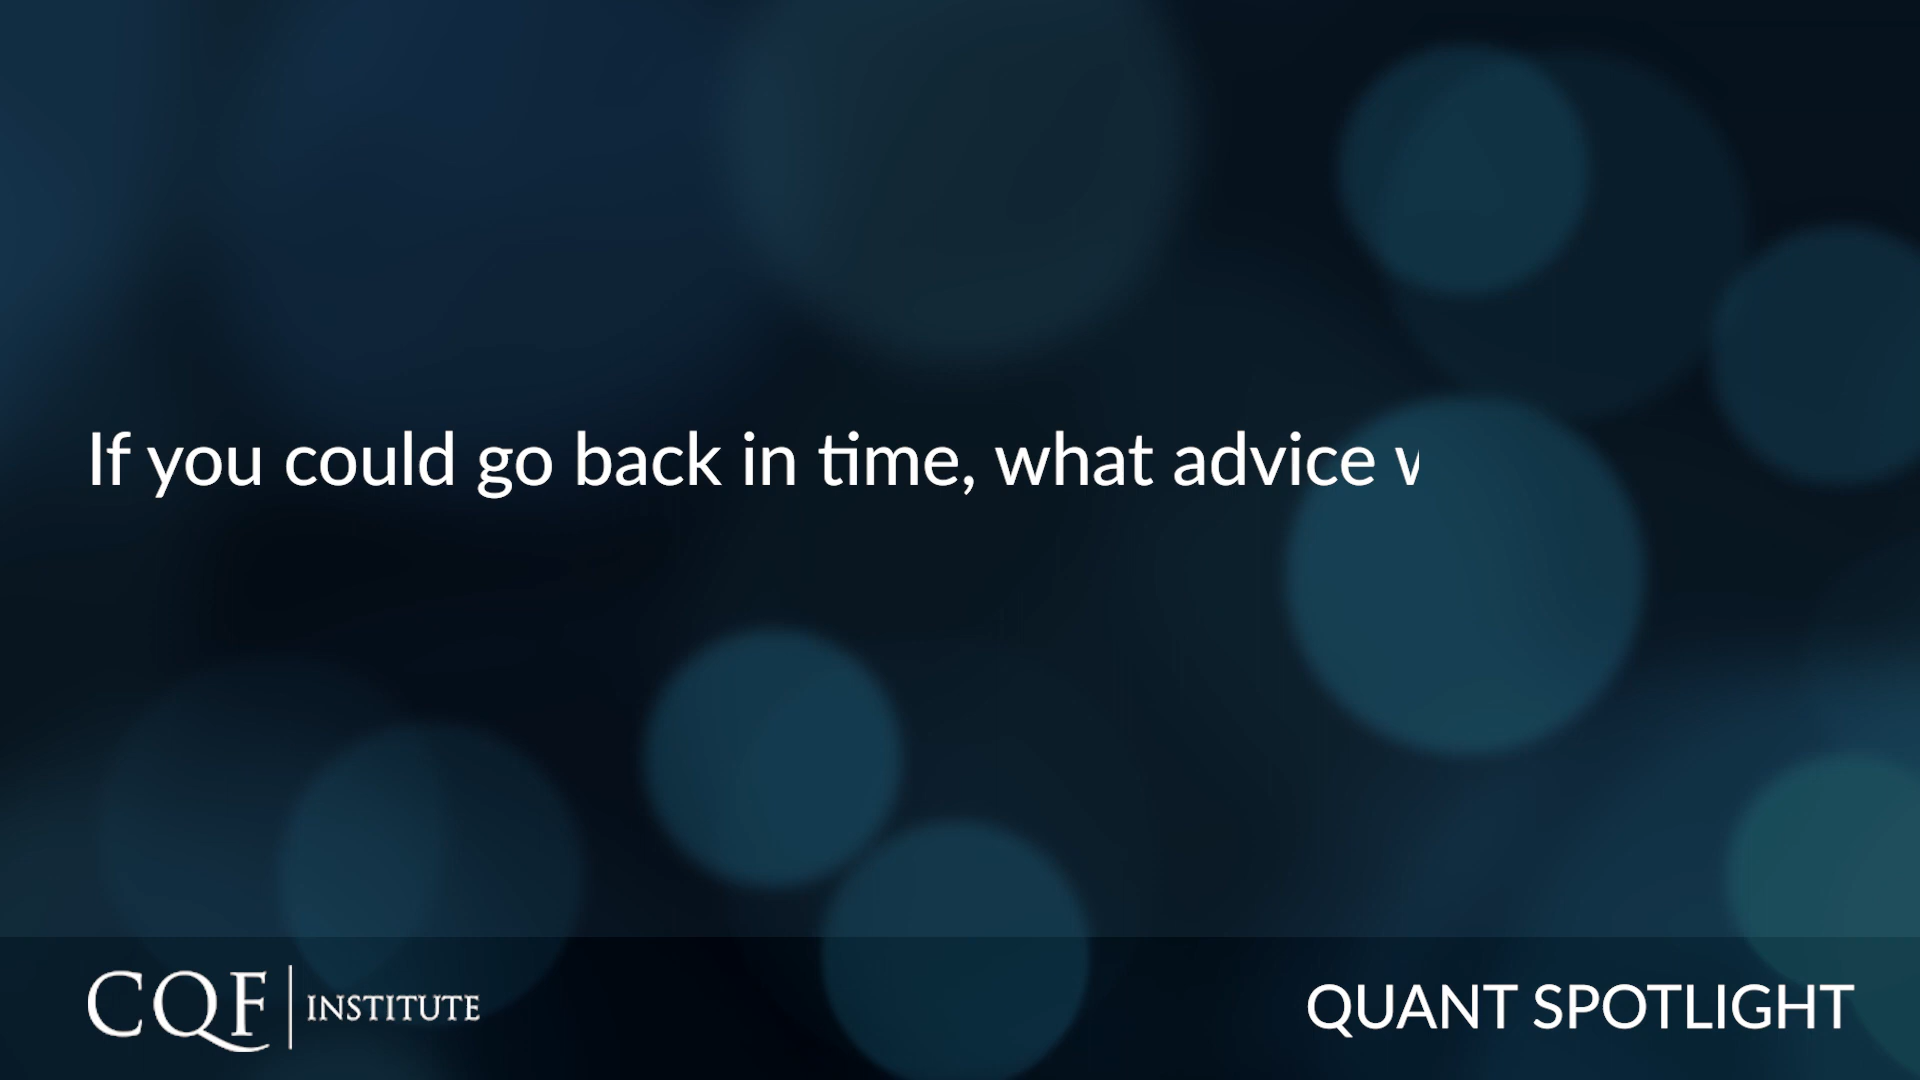 If you could go back in time, what advice
CQF INSTITUTE
QUANT SPOTLIGHT